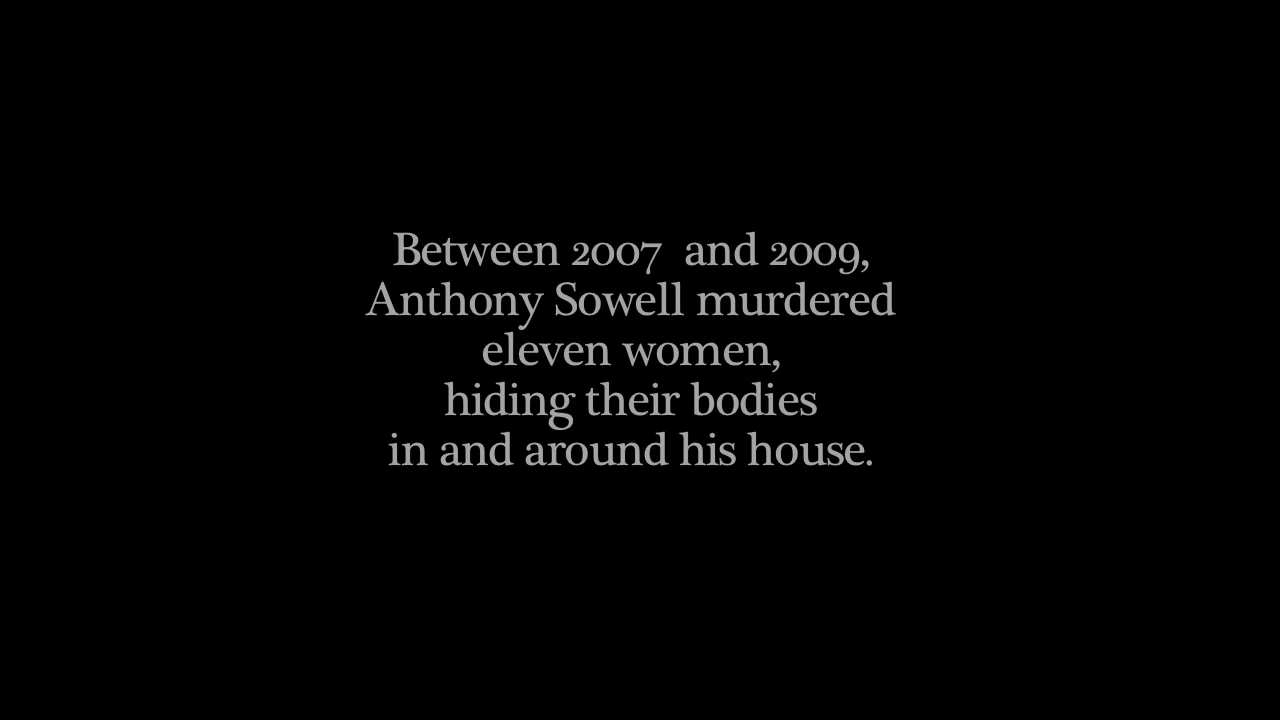 Between 2007  and 2009,
Anthony Sowell murdered
eleven women,
hiding their bodies
in and around his house.